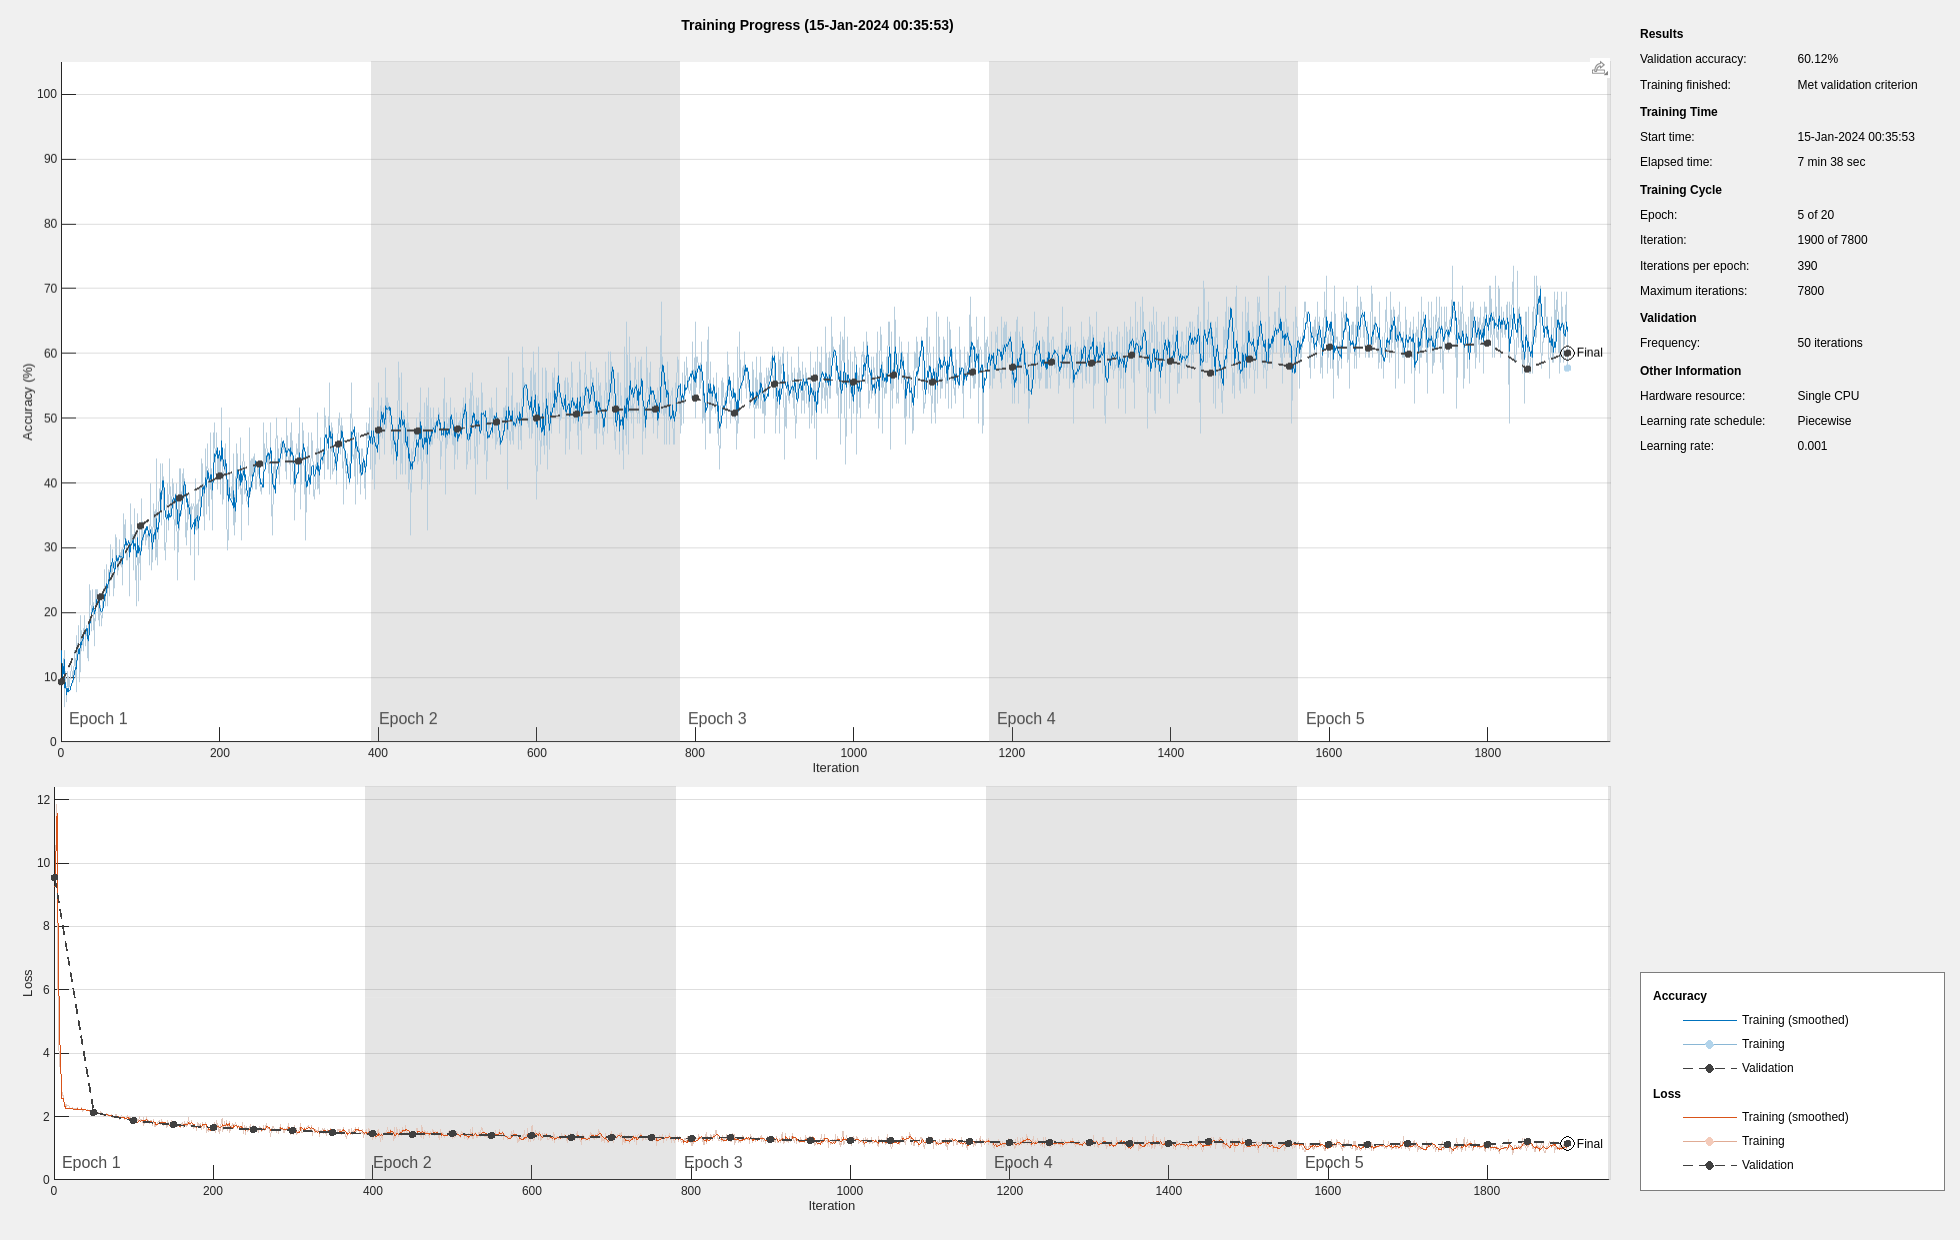 Training Progress (15-Jan-2024 00:35:53)
100
90
80
70
60
50
40
30
20
10
0
Accuracy (%)
Final
Epoch 1 Epoch 2 Epoch 3 Epoch 4 Epoch 5
0 200 400 600 800 1000 1200 1400 1600 1800
Iteration
12
10
8
6
4
2
0
Loss
Final
Epoch 1 Epoch 2 Epoch 3 Epoch 4 Epoch 5
0 200 400 600 800 1000 1200 1400 1600 1800
Iteration
Results
Validation accuracy: 60.12%
Training finished: Met validation criterion
Training Time
Start time: 15-Jan-2024 00:35:53
Elapsed time: 7 min 38 sec
Training Cycle
Epoch: 5 of 20
Iteration: 1900 of 7800
Iterations per epoch: 390
Maximum iterations: 7800
Validation
Frequency: 50 iterations
Other Information
Hardware resource: Single CPU
Learning rate schedule: Piecewise
Learning rate: 0.001
Accuracy
Training (smoothed)
Training
Validation
Loss
Training (smoothed)
Training
Validation